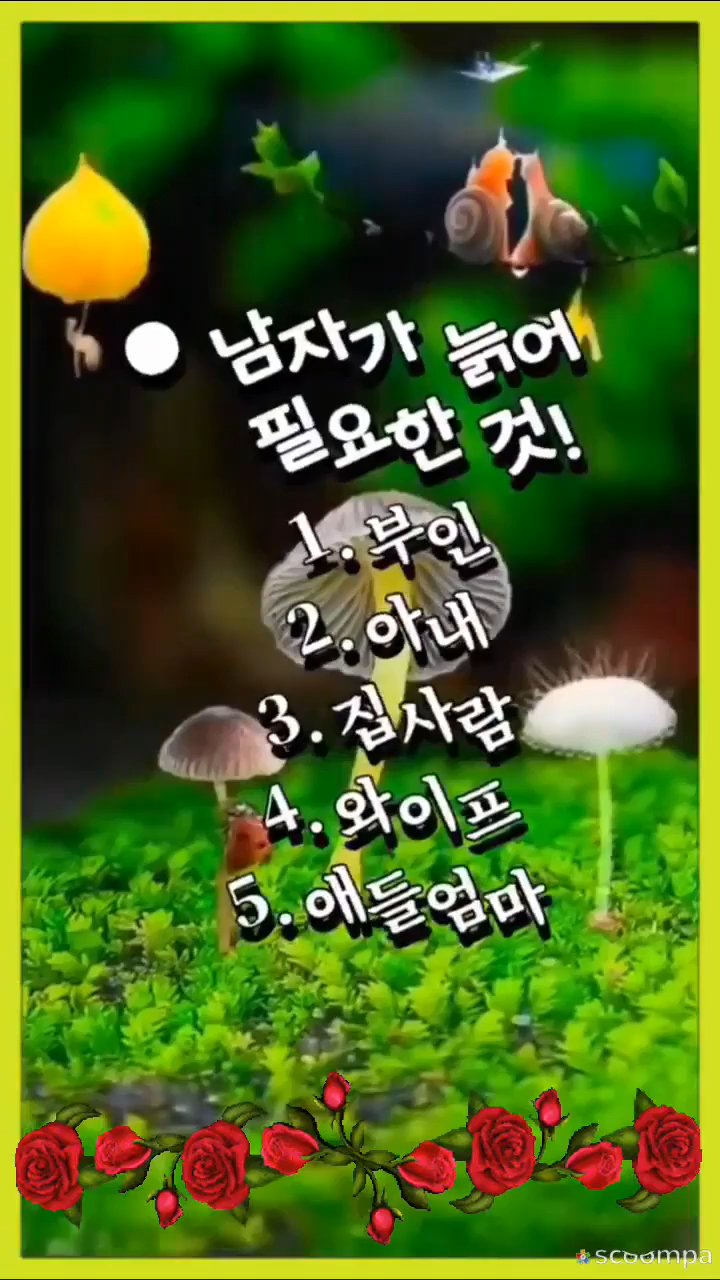 ● 남자가 늙어
필요한 것!
1. 부인
2. 아내
3. 집사람
4. 와이프
5. 애들엄마
scoompa